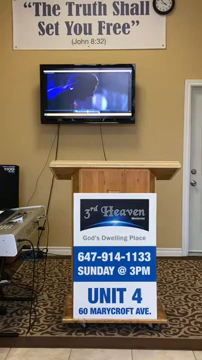 “The Truth Shall
Set You Free”
(John 8:32)
3rd Heaven
God's Dwelling Place
647-914-1133
SUNDAY @ 3PM
UNIT 4
60 MARYCROFT AVE.